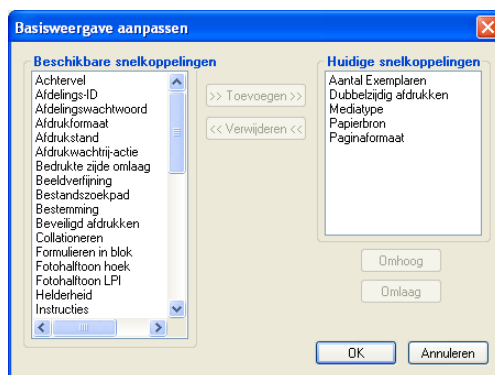 Basisweergave aanpassen
Beschikbare snelkoppelingen
Achtervel
Afdelings-ID
Afdelingswachtwoord
Afdrukformaat
Afdrukstand
Afdrukwachtrij-actie
Bedrukte zijde omlaag
Beeldverfijning
Bestandszoekpad
Bestemming
Beveiligd afdrukken
Collationeren
Formulieren in blok
Fotohalftoon hoek
Fotohalftoon LPI
Helderheid
Instructies
>> Toevoegen >>
<< Verwijderen <<
Huidige snelkoppelingen
Aantal Exemplaren
Dubbelzijdig afdrukken
Mediatype
Papierbron
Paginaformaat
Omhoog
Omlaag
OK
Annuleren